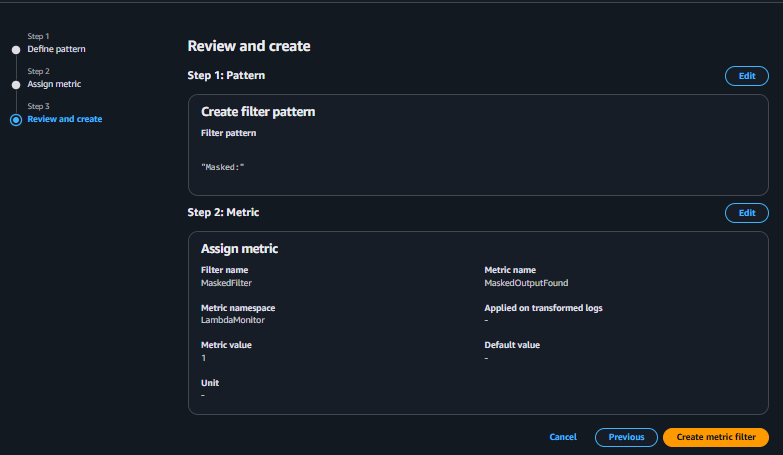 Step 1
Define pattern
Step 2
Assign metric
Step 3
Review and create
Review and create
Step 1: Pattern
Edit
Create filter pattern
Filter pattern
"Masked:"
Step 2: Metric
Edit
Assign metric
Filter name
MaskedFilter
Metric name
MaskedOutputFound
Metric namespace
LambdaMonitor
Applied on transformed logs
-
Metric value
1
Default value
-
Unit
-
Cancel
Previous
Create metric filter